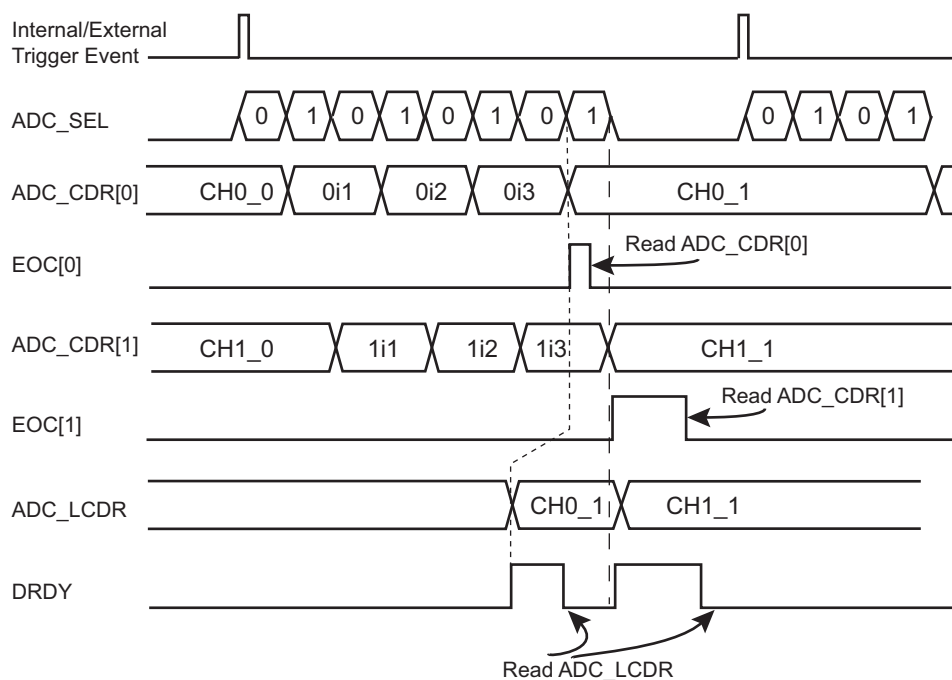 Internal/External
Trigger Event
ADC_SEL 0 1 0 1 0 1 0 1 0 1 0 1
ADC_CDR[0] CH0_0 0i1 0i2 0i3 CH0_1
Read ADC_CDR[0]
EOC[0]
ADC_CDR[1] CH1_0 1i1 1i2 1i3 CH1_1
Read ADC_CDR[1]
EOC[1]
ADC_LCDR CH0_1 CH1_1
DRDY
Read ADC_LCDR